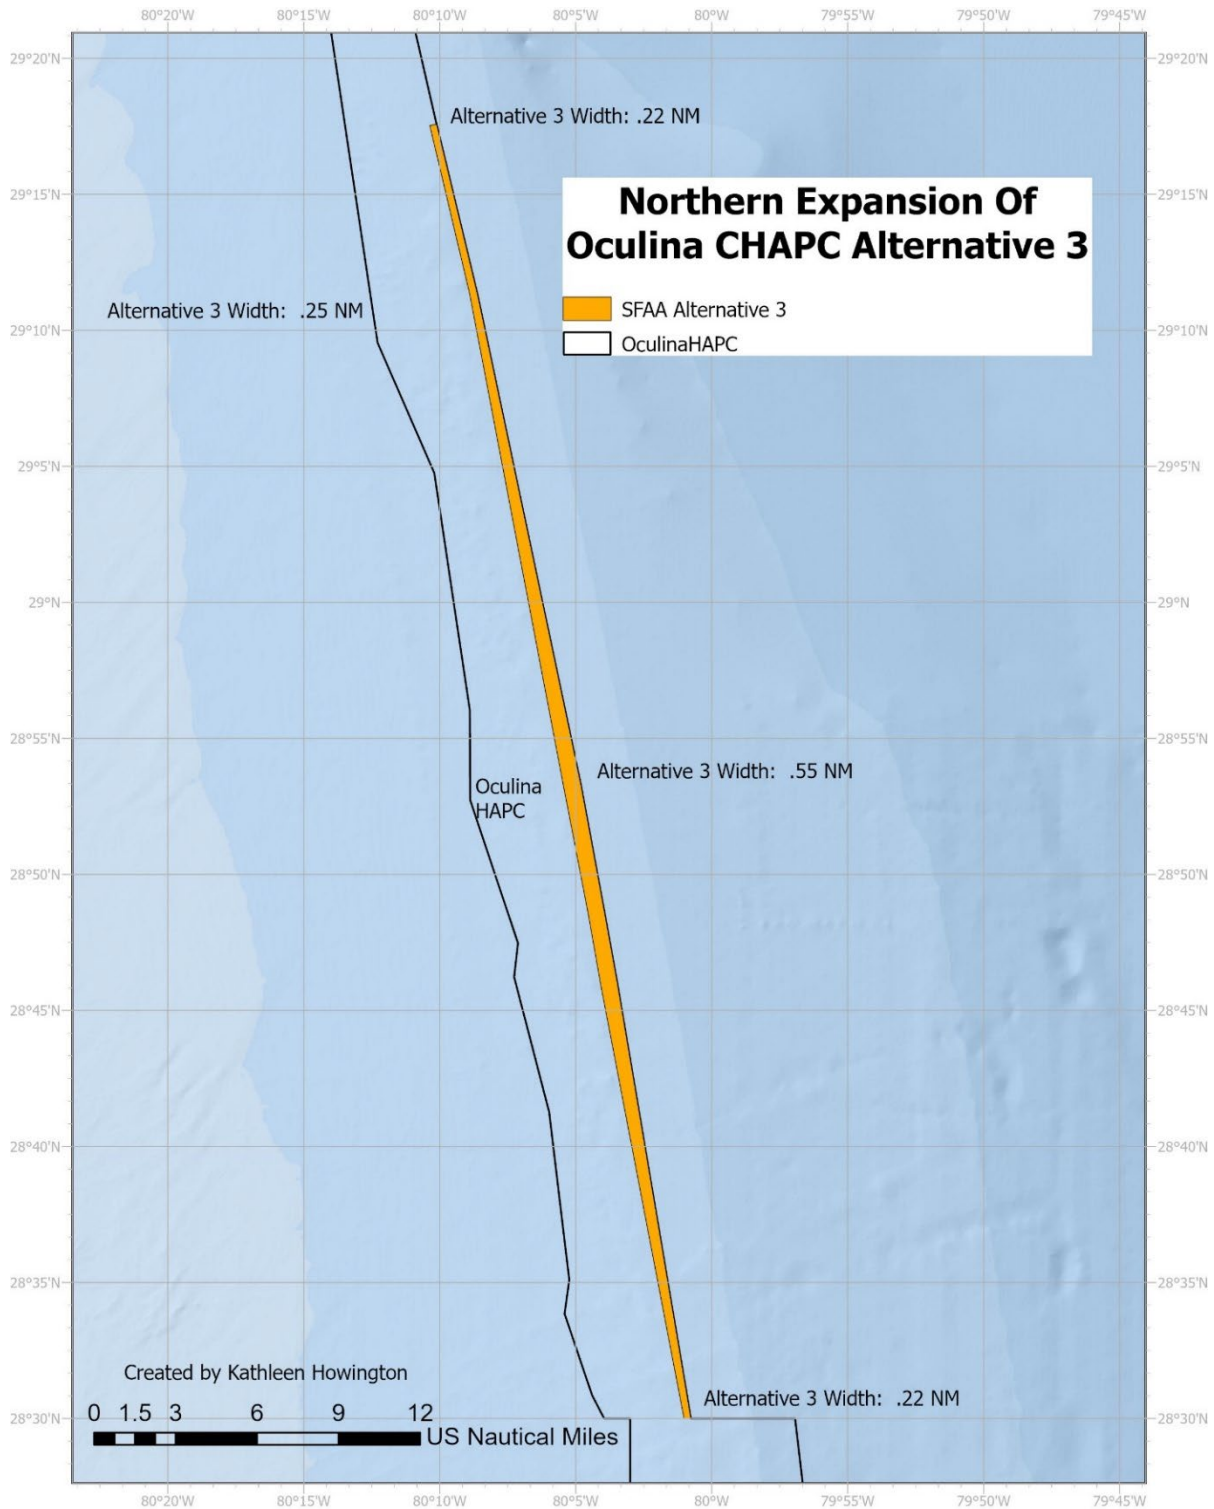 80°20'W 80°15'W 80°10'W 80°5'W 80°W 79°55'W 79°50'W 79°45'W
29°20'N 29°20'N
Alternative 3 Width: .22 NM
29°15'N 29°15'N
Northern Expansion Of
Oculina CHAPC Alternative 3
SFAA Alternative 3
OculinaHAPC
Alternative 3 Width: .25 NM
29°10'N 29°10'N
29°5'N 29°5'N
29°N 29°N
28°55'N 28°55'N
Alternative 3 Width: .55 NM
Oculina
HAPC
28°50'N 28°50'N
28°45'N 28°45'N
28°40'N 28°40'N
28°35'N 28°35'N
Created by Kathleen Howington
Alternative 3 Width: .22 NM
28°30'N 28°30'N
0 1.5 3 6 9 12
US Nautical Miles
80°20'W 80°15'W 80°10'W 80°5'W 80°W 79°55'W 79°50'W 79°45'W